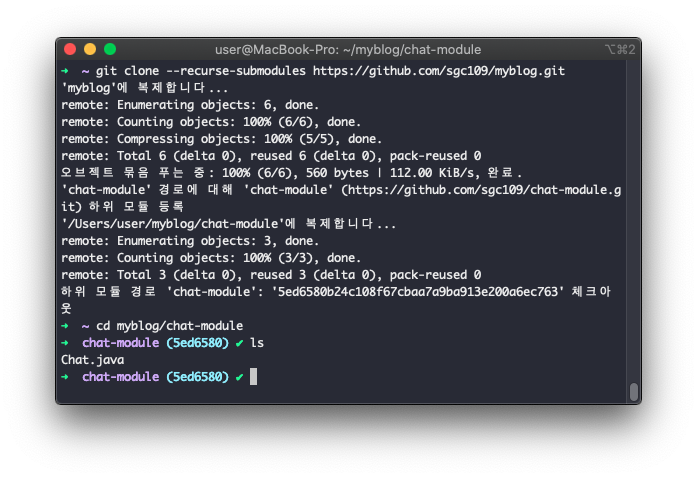 user@MacBook-Pro: ~/myblog/chat-module ⌥⌘2
➜ ~ git clone --recurse-submodules https://github.com/sgc109/myblog.git
'myblog'에 복제합니다...
remote: Enumerating objects: 6, done.
remote: Counting objects: 100% (6/6), done.
remote: Compressing objects: 100% (5/5), done.
remote: Total 6 (delta 0), reused 6 (delta 0), pack-reused 0
오브젝트 묶음 푸는 중: 100% (6/6), 560 bytes | 112.00 KiB/s, 완료.
'chat-module' 경로에 대해 'chat-module' (https://github.com/sgc109/chat-module.g
it) 하위 모듈 등록
'/Users/user/myblog/chat-module'에 복제합니다...
remote: Enumerating objects: 3, done.
remote: Counting objects: 100% (3/3), done.
remote: Total 3 (delta 0), reused 3 (delta 0), pack-reused 0
하위 모듈 경로 'chat-module': '5ed6580b24c108f67cbaa7a9ba913e200a6ec763' 체크아
웃
➜ ~ cd myblog/chat-module
➜ chat-module (5ed6580) ✔ ls
Chat.java
➜ chat-module (5ed6580) ✔